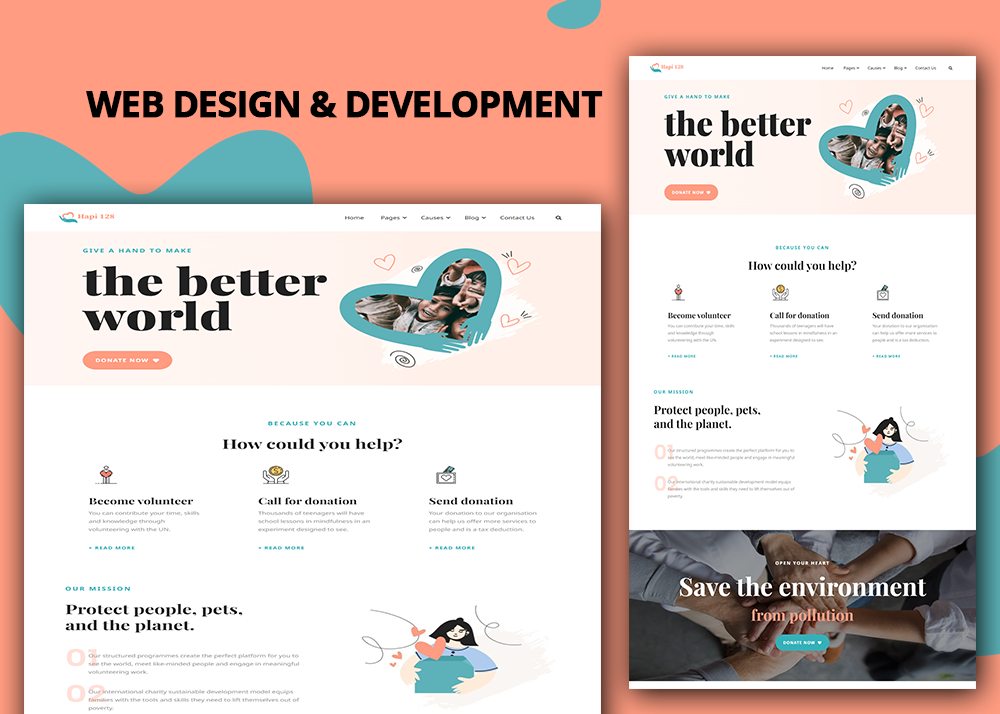 WEB DESIGN & DEVELOPMENT
Hapi 128
Home Pages Causes Blog Contact Us
GIVE A HAND TO MAKE
the better
world
DONATE NOW
BECAUSE YOU CAN
How could you help?
Become volunteer
You can contribute your time, skills
and knowledge through
volunteering with the UN.
+ READ MORE
Call for donation
Thousands of teenagers will have
school lessons in mindfulness in an
experiment designed to see.
+ READ MORE
Send donation
Your donation to our organisation
can help us offer more services to
people and is a tax deduction.
+ READ MORE
OUR MISSION
Protect people, pets,
and the planet.
01
Our structured programmes create the perfect platform for you to
see the world, meet like-minded people and engage in meaningful
volunteering work.
02
Our international charity sustainable development model equips
families with the tools and skills they need to lift themselves out of
poverty.
Hapi 128
Home Pages Causes Blog Contact Us
GIVE A HAND TO MAKE
the better
world
DONATE NOW
BECAUSE YOU CAN
How could you help?
Become volunteer
You can contribute your time, skills
and knowledge through
volunteering with the UN.
+ READ MORE
Call for donation
Thousands of teenagers will have
school lessons in mindfulness in an
experiment designed to see.
+ READ MORE
Send donation
Your donation to our organisation
can help us offer more services to
people and is a tax deduction.
+ READ MORE
OUR MISSION
Protect people, pets,
and the planet.
01
Our structured programmes create the perfect platform for you to
see the world, meet like-minded people and engage in meaningful
volunteering work.
02
Our international charity sustainable development model equips
families with the tools and skills they need to lift themselves out of
poverty.
OPEN YOUR HEART
Save the environment
from pollution
DONATE NOW